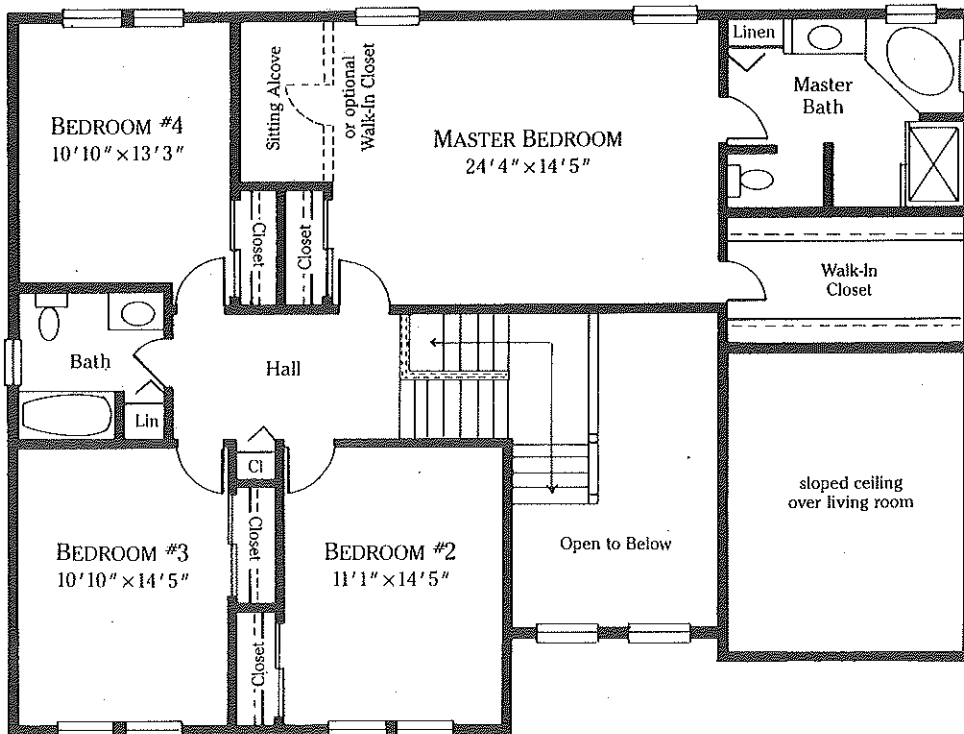 Linen
Master
Bath
Sitting Alcove
or optional
Walk-In Closet
BEDROOM #4
10'10" × 13'3"
MASTER BEDROOM
24'4" × 14'5"
Closet
Closet
Walk-In
Closet
Bath
Hall
Lin
Cl
sloped ceiling
over living room
BEDROOM #3
10'10" × 14'5"
Closet
BEDROOM #2
11'1" × 14'5"
Open to Below
Closet